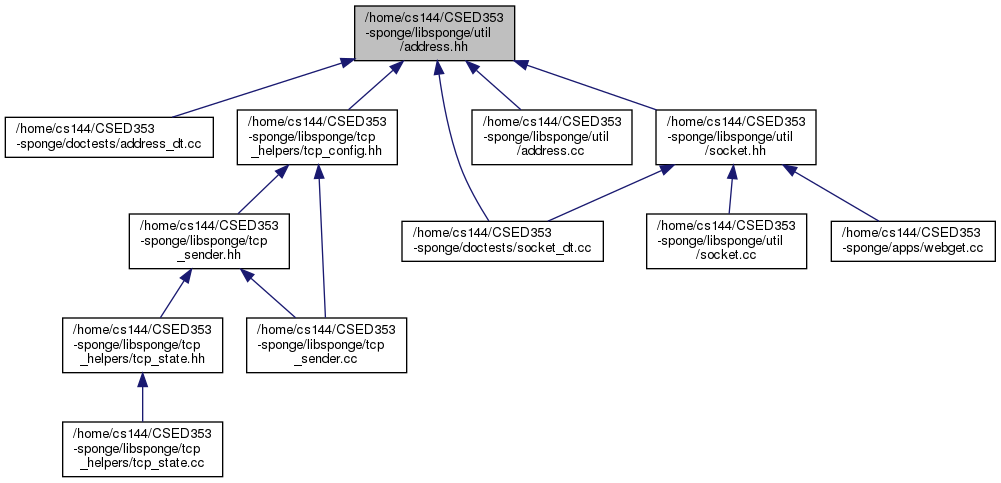 /home/cs144/CSED353
-sponge/libsponge/util
/address.hh
/home/cs144/CSED353
-sponge/doctests/address_dt.cc
/home/cs144/CSED353
-sponge/libsponge/tcp
_helpers/tcp_config.hh
/home/cs144/CSED353
-sponge/libsponge/util
/address.cc
/home/cs144/CSED353
-sponge/libsponge/util
/socket.hh
/home/cs144/CSED353
-sponge/libsponge/tcp
_sender.hh
/home/cs144/CSED353
-sponge/doctests/socket_dt.cc
/home/cs144/CSED353
-sponge/libsponge/util
/socket.cc
/home/cs144/CSED353
-sponge/apps/webget.cc
/home/cs144/CSED353
-sponge/libsponge/tcp
_helpers/tcp_state.hh
/home/cs144/CSED353
-sponge/libsponge/tcp
_sender.cc
/home/cs144/CSED353
-sponge/libsponge/tcp
_helpers/tcp_state.cc